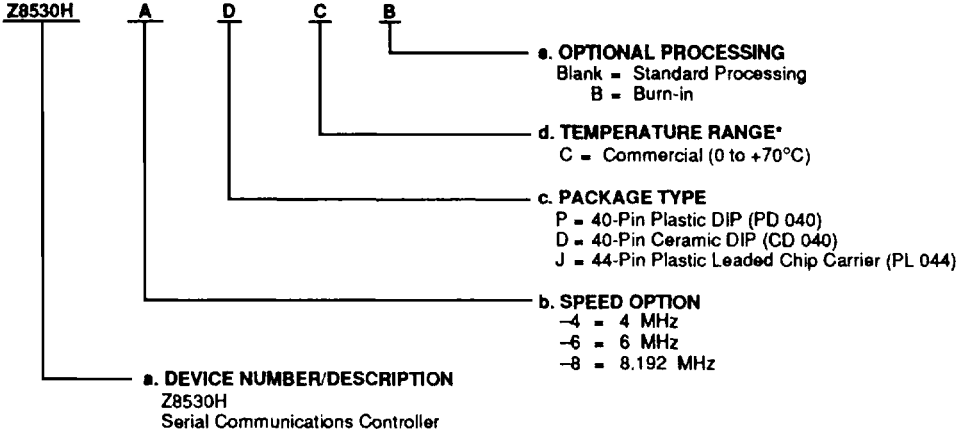 Z8530H A D C B
e. OPTIONAL PROCESSING
Blank = Standard Processing
B = Burn-in
d. TEMPERATURE RANGE*
C = Commercial (0 to +70°C)
c. PACKAGE TYPE
P = 40-Pin Plastic DIP (PD 040)
D = 40-Pin Ceramic DIP (CD 040)
J = 44-Pin Plastic Leaded Chip Carrier (PL 044)
b. SPEED OPTION
–4 = 4 MHz
–6 = 6 MHz
–8 = 8.192 MHz
a. DEVICE NUMBER/DESCRIPTION
Z8530H
Serial Communications Controller